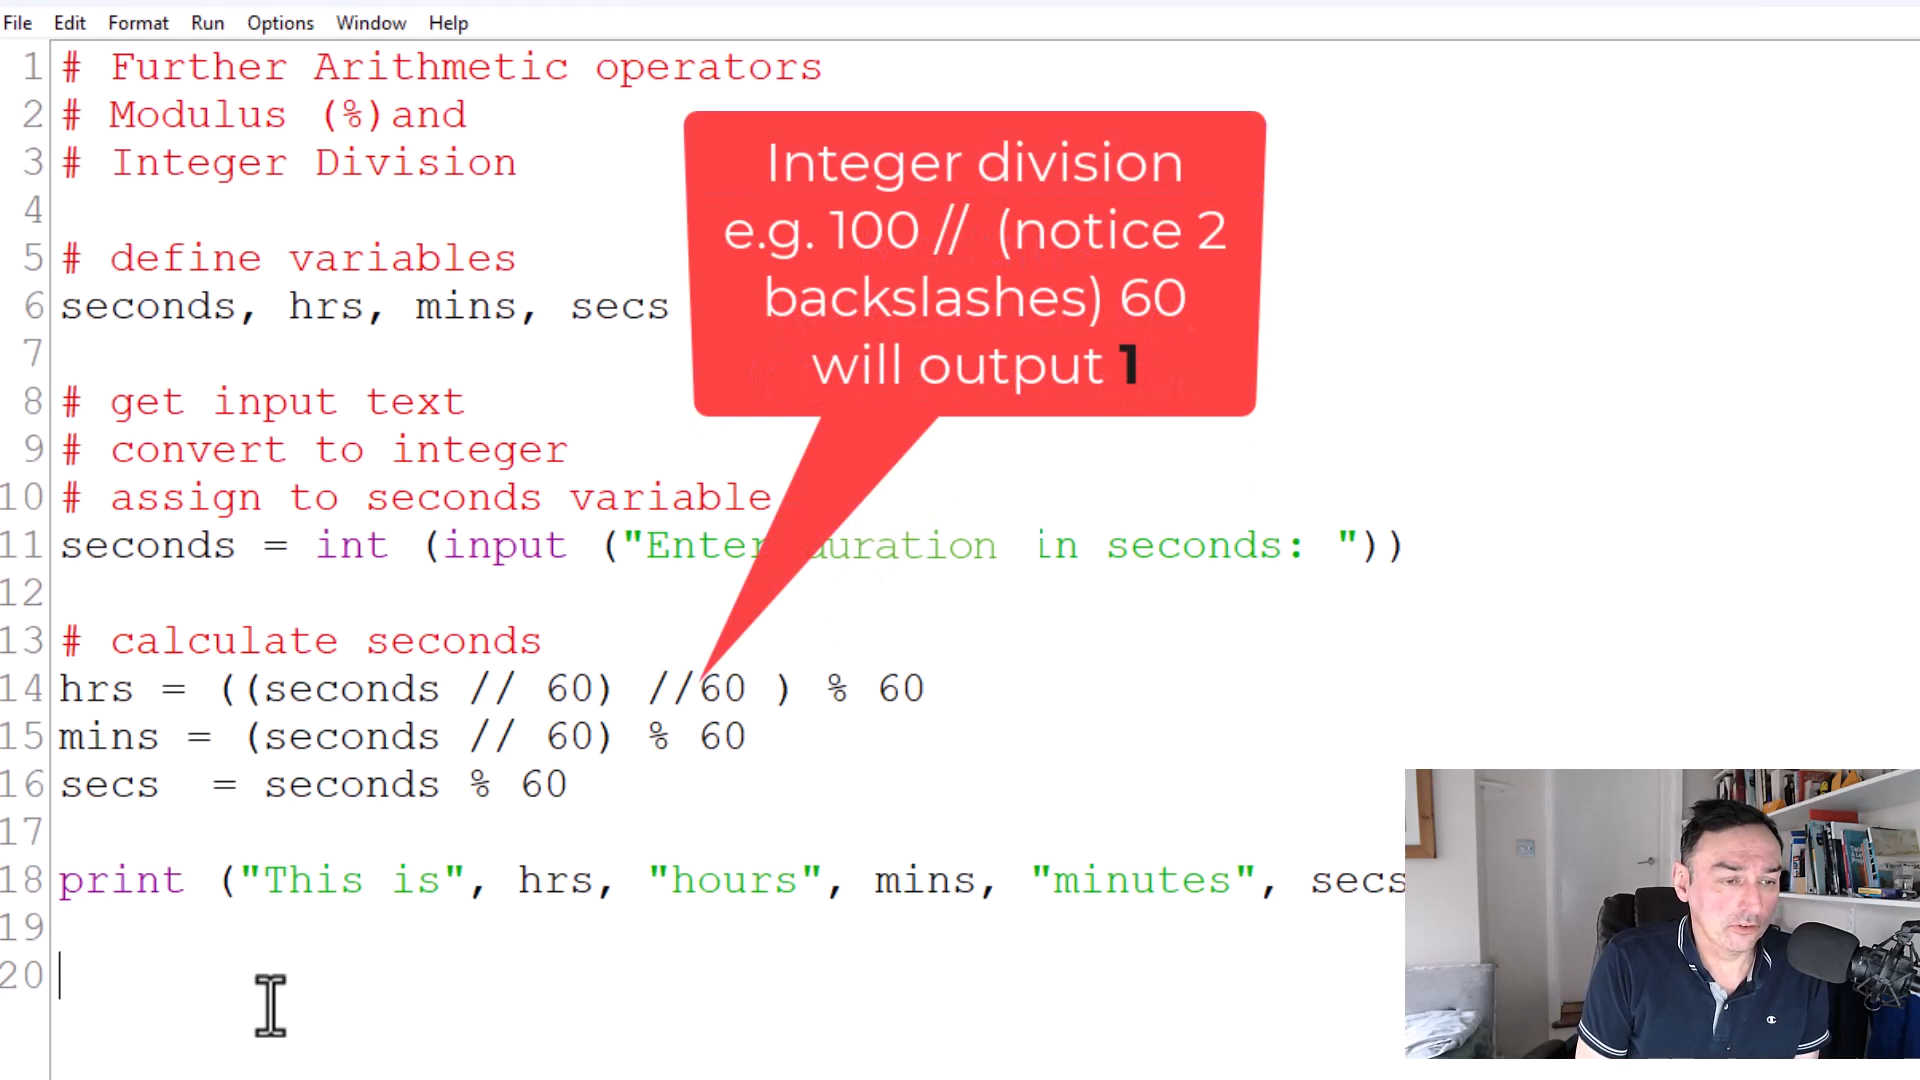 File Edit Format Run Options Window Help
1 # Further Arithmetic operators
2 # Modulus (%)and
3 # Integer Division
4
5 # define variables
6 seconds, hrs, mins, secs
7
8 # get input text
9 # convert to integer
10 # assign to seconds variable
11 seconds = int (input ("Enter duration in seconds: "))
12
13 # calculate seconds
14 hrs = ((seconds // 60) //60 ) % 60
15 mins = (seconds // 60) % 60
16 secs  = seconds % 60
17
18 print ("This is", hrs, "hours", mins, "minutes", secs
19
20
Integer division
e.g. 100 // (notice 2
backslashes) 60
will output 1